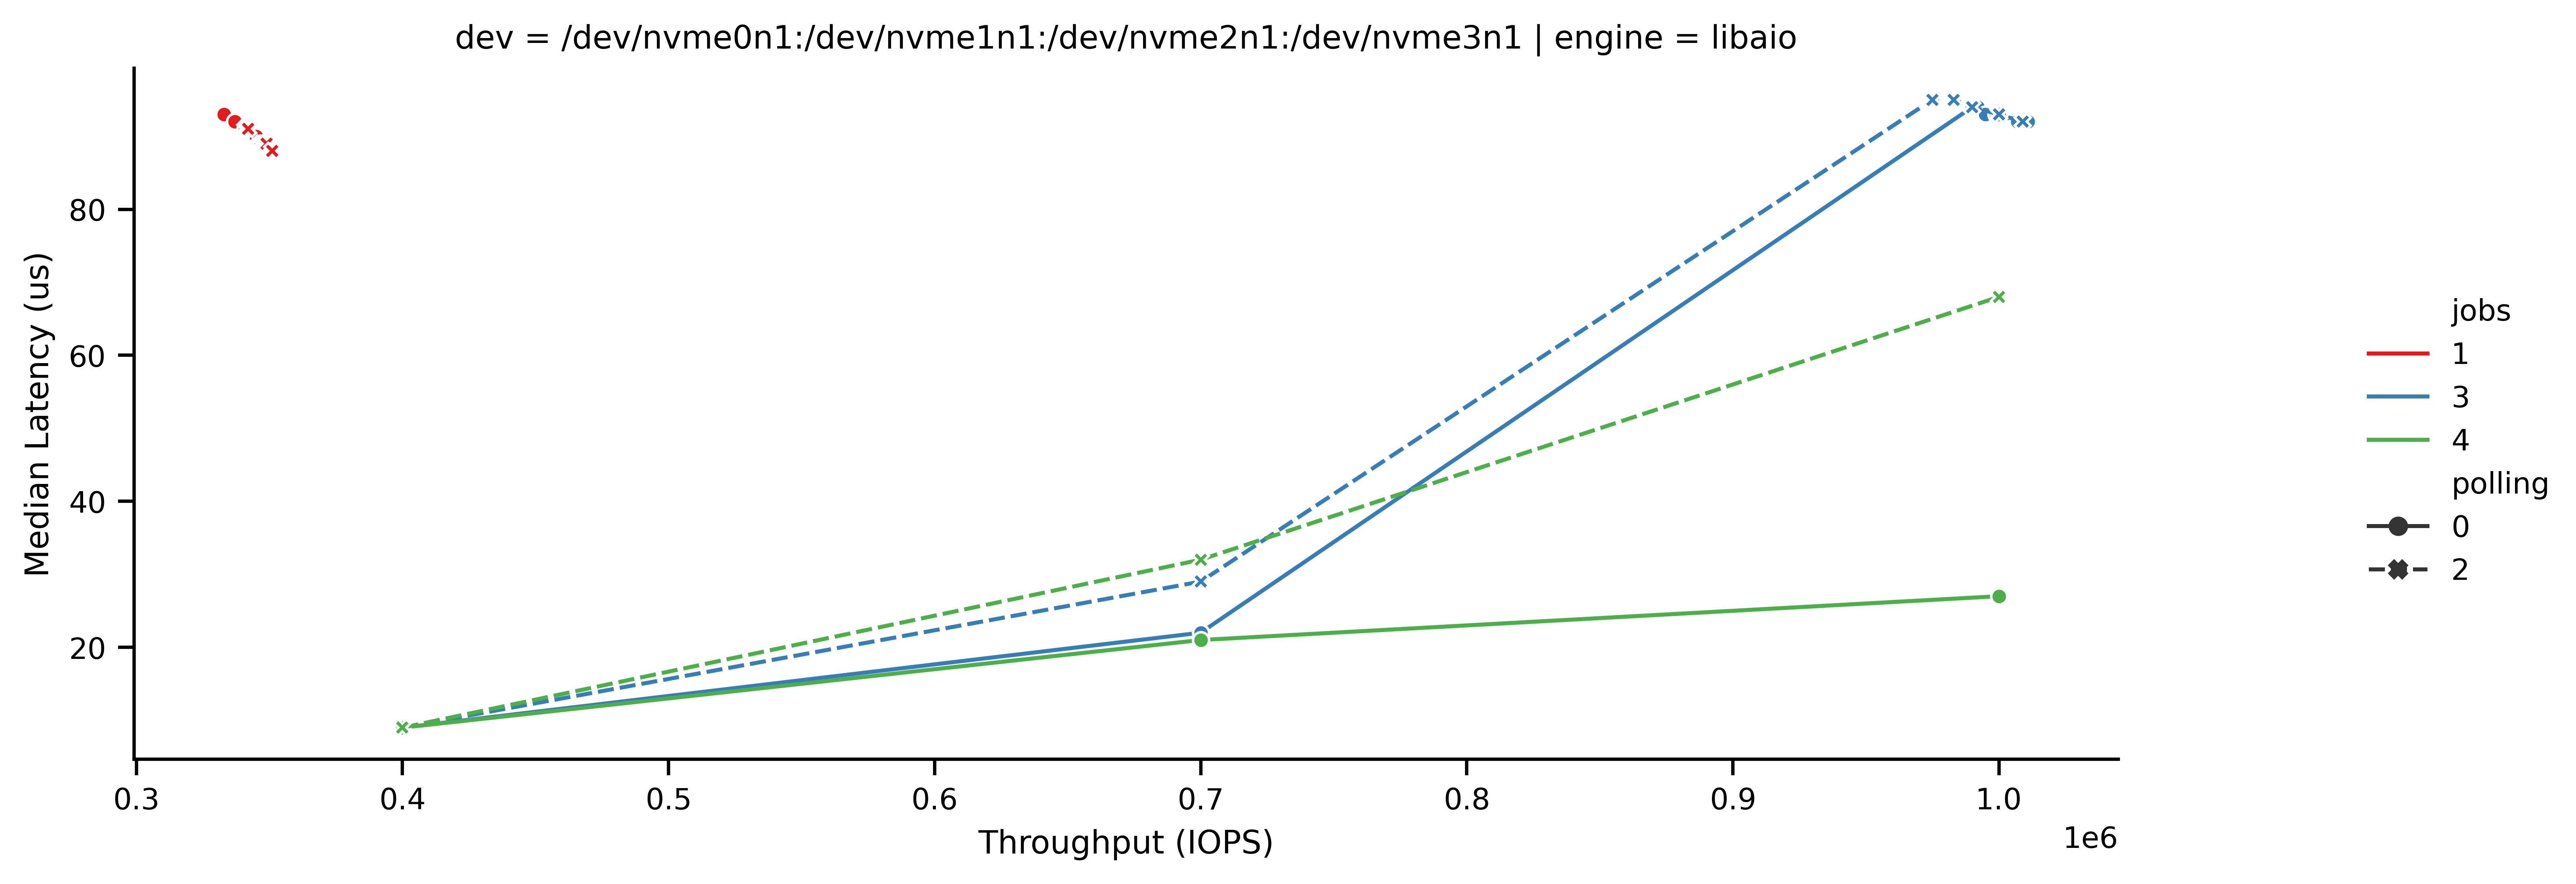 dev = /dev/nvme0n1:/dev/nvme1n1:/dev/nvme2n1:/dev/nvme3n1 | engine = libaio
Median Latency (us)
80
60
40
20
0.3 0.4 0.5 0.6 0.7 0.8 0.9 1.0
1e6
Throughput (IOPS)
jobs
1
3
4
polling
0
2